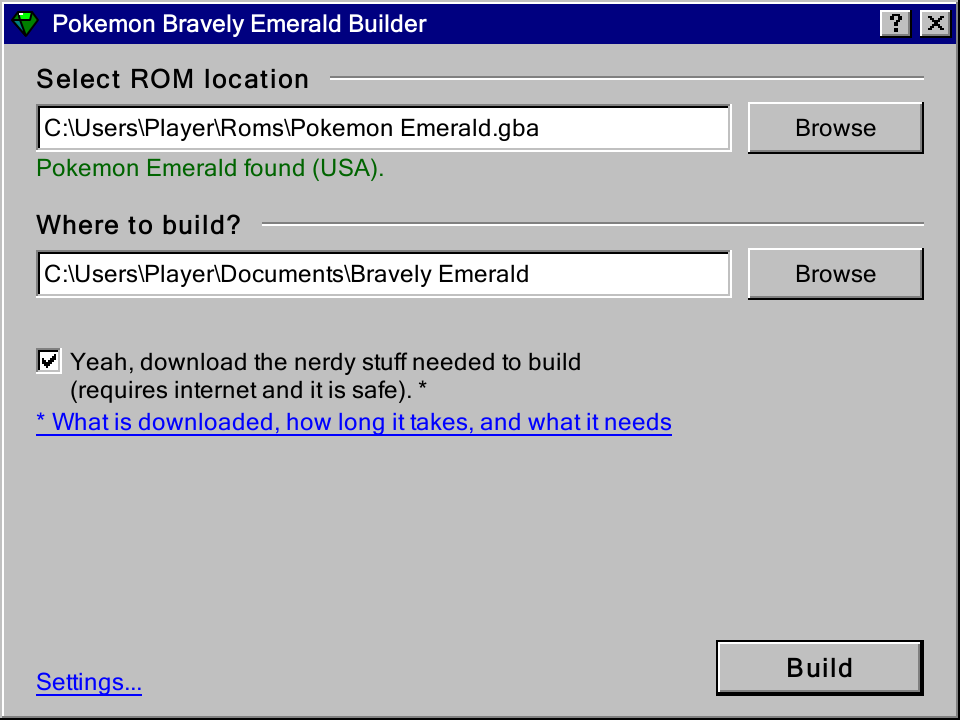 Pokemon Bravely Emerald Builder
Select ROM location
C:\Users\Player\Roms\Pokemon Emerald.gba
Browse
Pokemon Emerald found (USA).
Where to build?
C:\Users\Player\Documents\Bravely Emerald
Browse
Yeah, download the nerdy stuff needed to build
(requires internet and it is safe). *
* What is downloaded, how long it takes, and what it needs
Settings...
Build